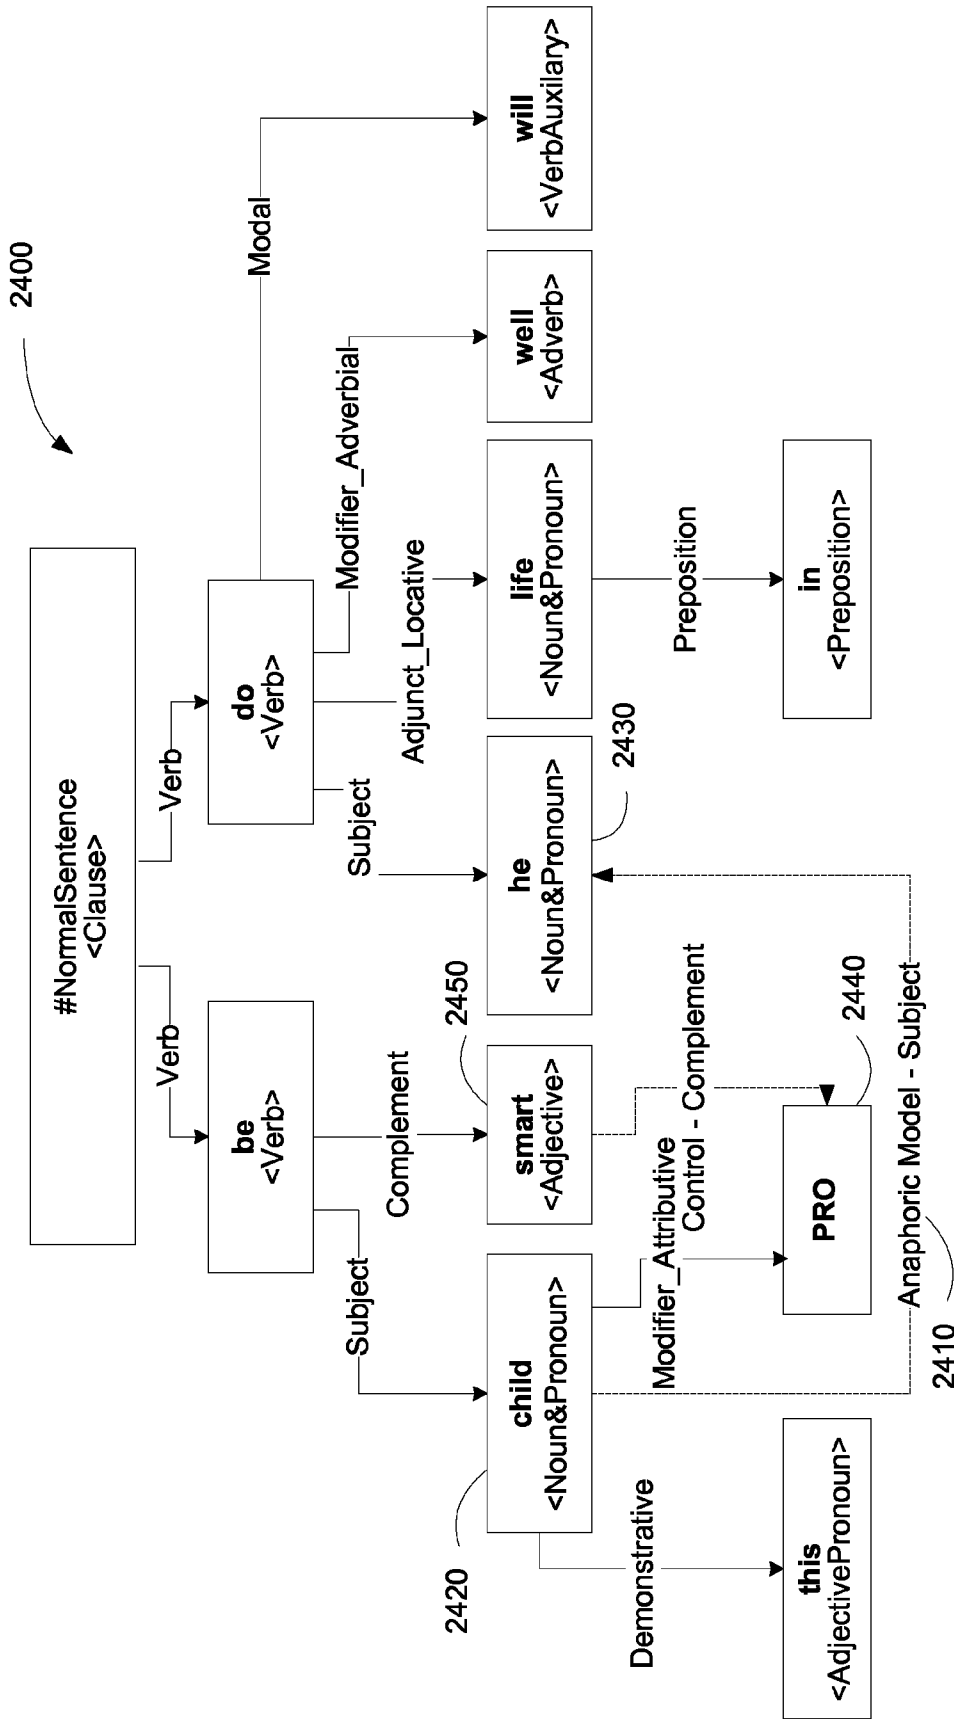 2400
#NormalSentence
<Clause>
Verb
Verb
be
<Verb>
do
<Verb>
Subject
Complement
Subject
Adjunct_Locative
Modifier_Adverbial
Modal
2420
child
<Noun&Pronoun>
2450
smart
<Adjective>
he
<Noun&Pronoun>
2430
life
<Noun&Pronoun>
well
<Adverb>
will
<VerbAuxilary>
Demonstrative
Modifier_Attributive
Control - Complement
Preposition
this
<AdjectivePronoun>
PRO
2440
in
<Preposition>
Anaphoric Model - Subject
2410